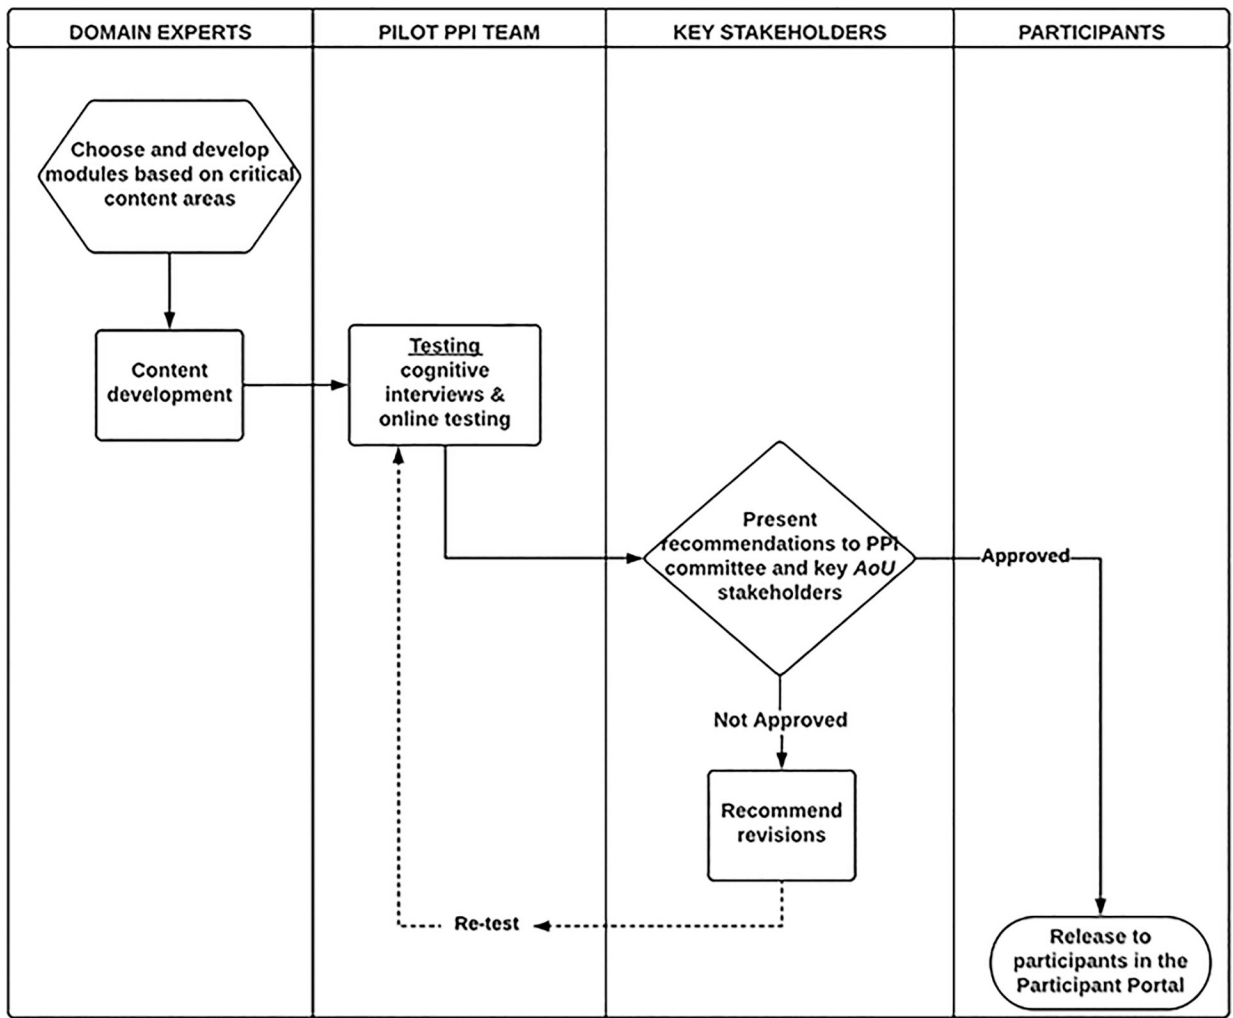 DOMAIN EXPERTS
PILOT PPI TEAM
KEY STAKEHOLDERS
PARTICIPANTS
Choose and develop
modules based on critical
content areas
Content
development
Testing
cognitive
interviews &
online testing
Present
recommendations to PPI
committee and key AoU
stakeholders
Approved
Not Approved
Recommend
revisions
Re-test
Release to
participants in the
Participant Portal